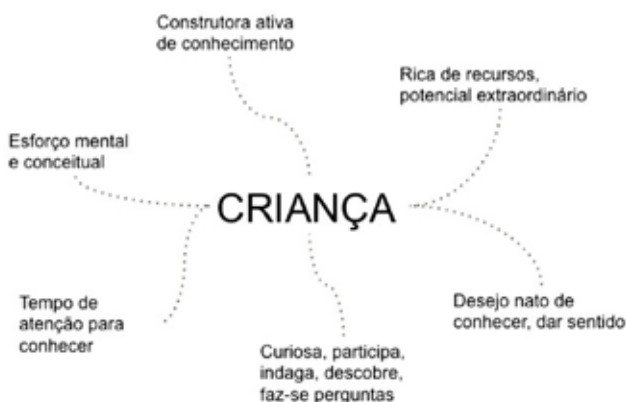 Construtora ativa
de conhecimento
Rica de recursos,
potencial extraordinário
Esforço mental
e conceitual
CRIANÇA
Tempo de
atenção para
conhecer
Desejo nato de
conhecer, dar sentido
Curiosa, participa,
indaga, descobre,
faz-se perguntas